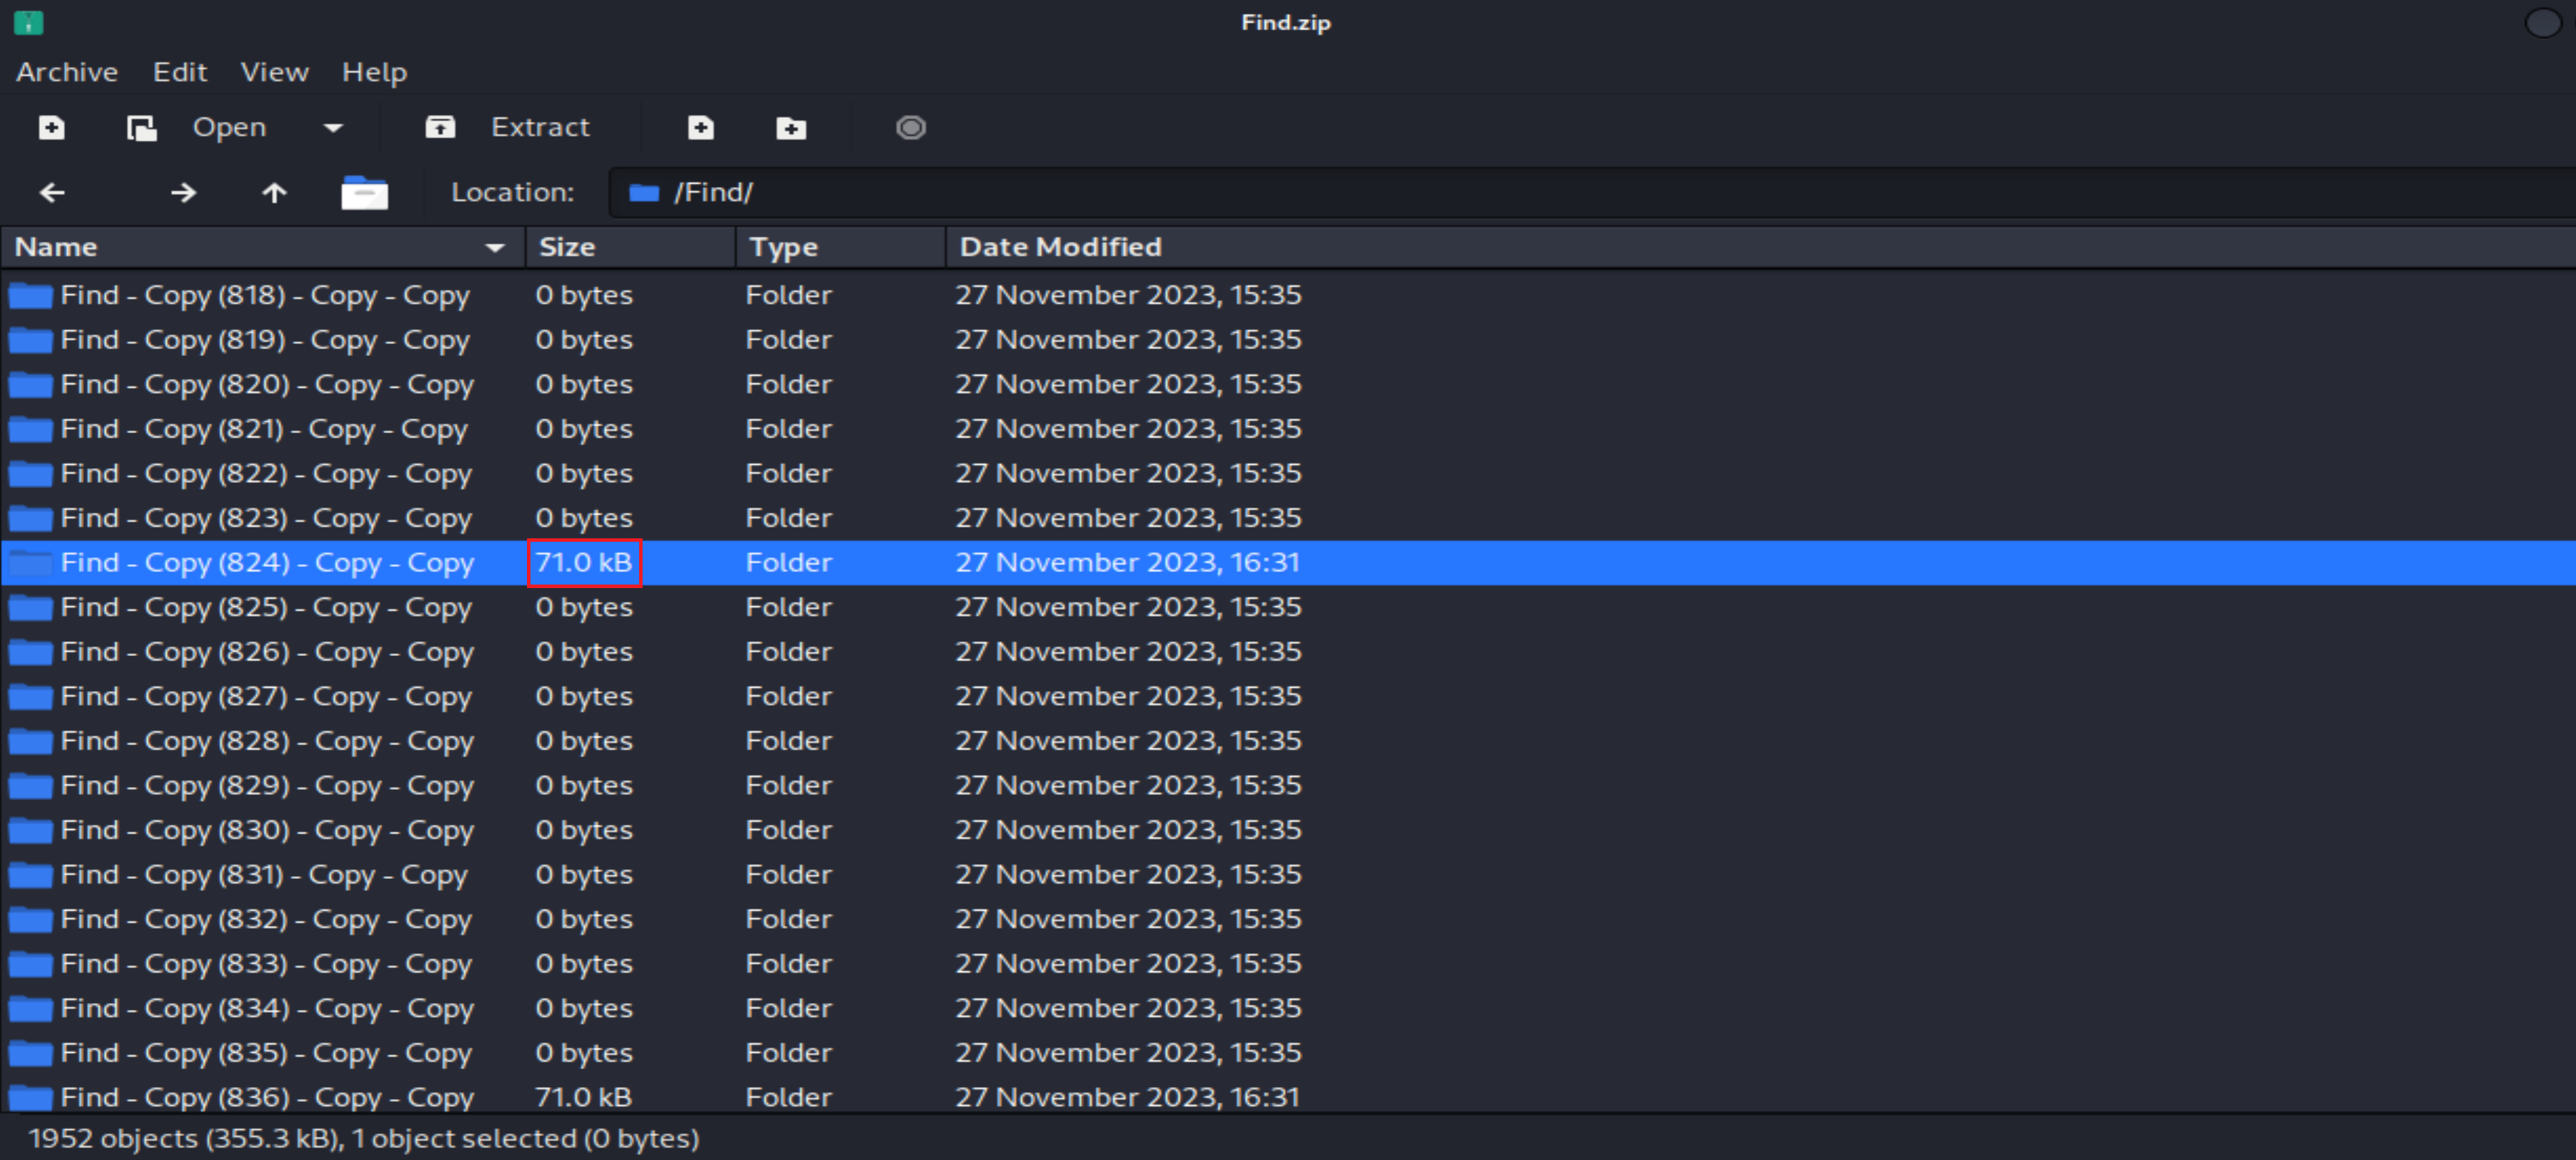 Find.zip
Archive Edit View Help
Open Extract
Location: /Find/
Name Size Type Date Modified
Find - Copy (818) - Copy - Copy 0 bytes Folder 27 November 2023, 15:35
Find - Copy (819) - Copy - Copy 0 bytes Folder 27 November 2023, 15:35
Find - Copy (820) - Copy - Copy 0 bytes Folder 27 November 2023, 15:35
Find - Copy (821) - Copy - Copy 0 bytes Folder 27 November 2023, 15:35
Find - Copy (822) - Copy - Copy 0 bytes Folder 27 November 2023, 15:35
Find - Copy (823) - Copy - Copy 0 bytes Folder 27 November 2023, 15:35
Find - Copy (824) - Copy - Copy 71.0 kB Folder 27 November 2023, 16:31
Find - Copy (825) - Copy - Copy 0 bytes Folder 27 November 2023, 15:35
Find - Copy (826) - Copy - Copy 0 bytes Folder 27 November 2023, 15:35
Find - Copy (827) - Copy - Copy 0 bytes Folder 27 November 2023, 15:35
Find - Copy (828) - Copy - Copy 0 bytes Folder 27 November 2023, 15:35
Find - Copy (829) - Copy - Copy 0 bytes Folder 27 November 2023, 15:35
Find - Copy (830) - Copy - Copy 0 bytes Folder 27 November 2023, 15:35
Find - Copy (831) - Copy - Copy 0 bytes Folder 27 November 2023, 15:35
Find - Copy (832) - Copy - Copy 0 bytes Folder 27 November 2023, 15:35
Find - Copy (833) - Copy - Copy 0 bytes Folder 27 November 2023, 15:35
Find - Copy (834) - Copy - Copy 0 bytes Folder 27 November 2023, 15:35
Find - Copy (835) - Copy - Copy 0 bytes Folder 27 November 2023, 15:35
Find - Copy (836) - Copy - Copy 71.0 kB Folder 27 November 2023, 16:31
1952 objects (355.3 kB), 1 object selected (0 bytes)